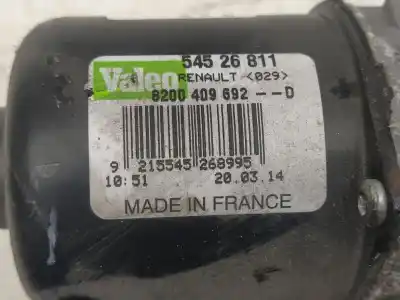 Valeo
545 26 811
RENAULT <029>
8200 409 692 --D
9 215545 268995
10:51 20.03.14
MADE IN FRANCE